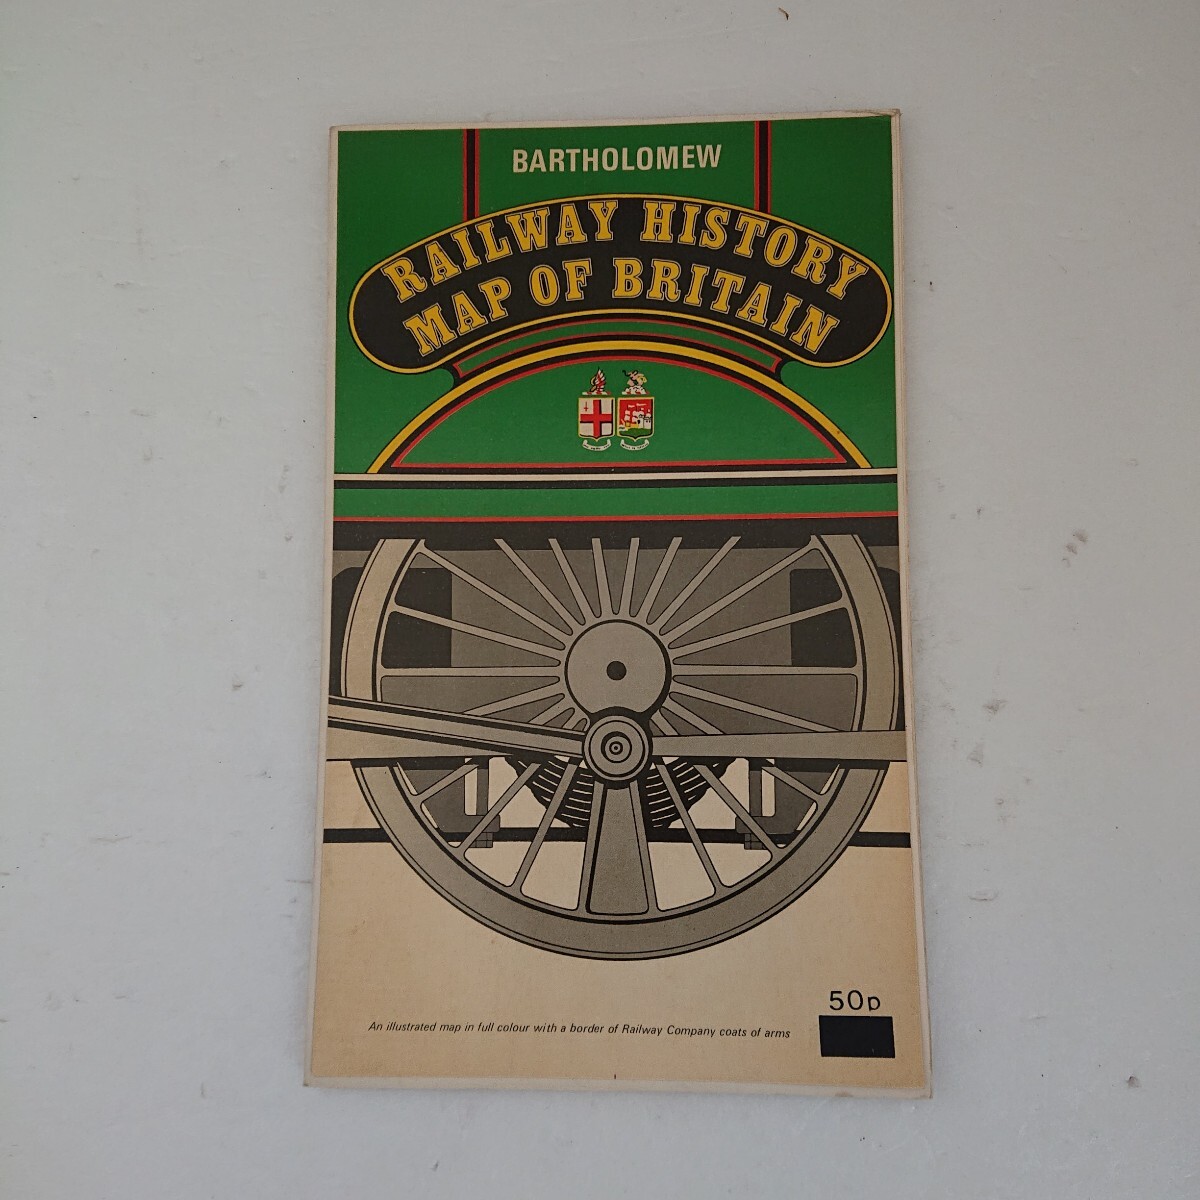 BARTHOLOMEW
RAILWAY HISTORY
MAP OF BRITAIN
50p
An illustrated map in full colour with a border of Railway Company coats of arms